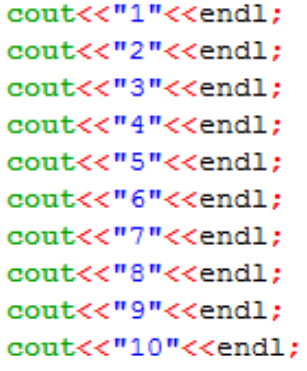 cout<<"1"<<endl;
cout<<"2"<<endl;
cout<<"3"<<endl;
cout<<"4"<<endl;
cout<<"5"<<endl;
cout<<"6"<<endl;
cout<<"7"<<endl;
cout<<"8"<<endl;
cout<<"9"<<endl;
cout<<"10"<<endl;